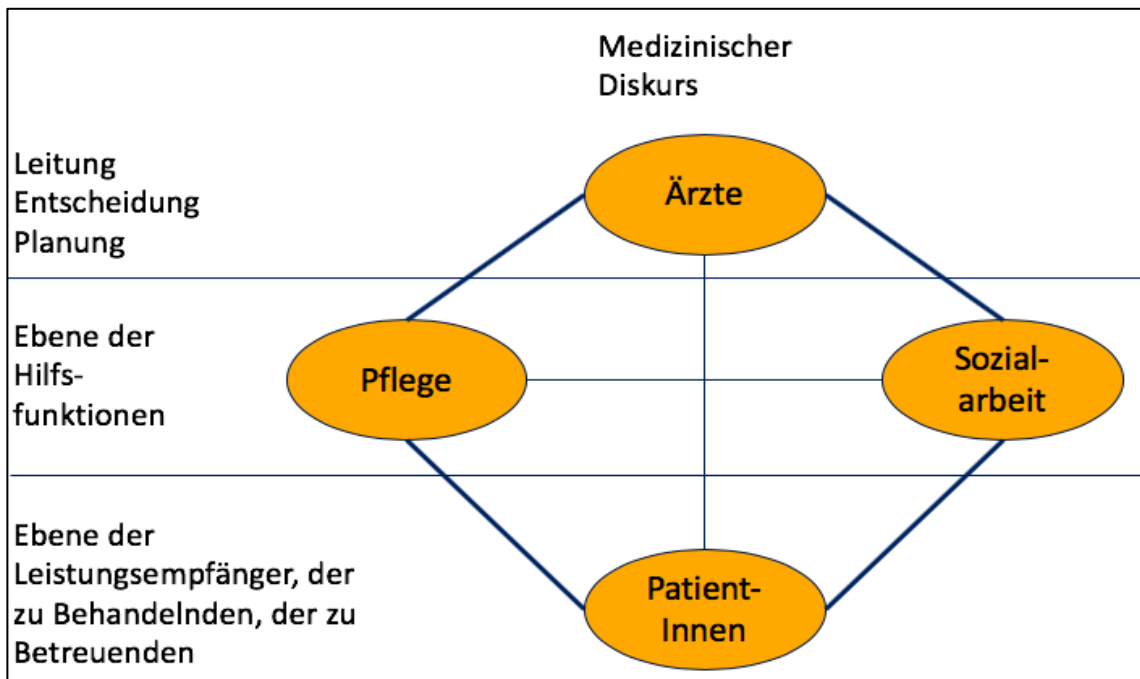 Medizinischer
Diskurs
Leitung
Entscheidung
Planung
Ärzte
Ebene der
Hilfs-
funktionen
Pflege
Sozial-
arbeit
Ebene der
Leistungsempfänger, der
zu Behandelnden, der zu
Betreuenden
Patient-
Innen